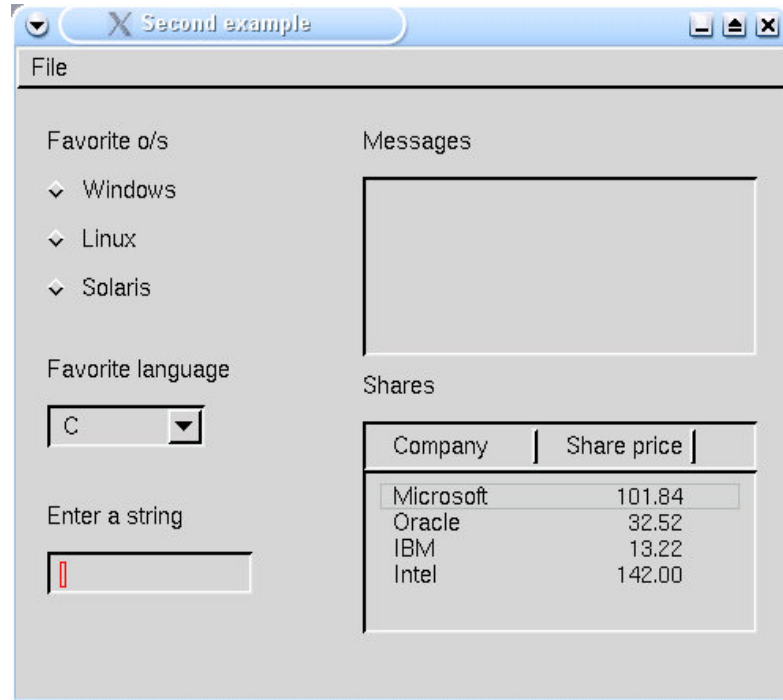 Second example
File
Favorite o/s
Windows
Linux
Solaris
Favorite language
C
Enter a string
Messages
Shares
Company Share price
Microsoft 101.84
Oracle 32.52
IBM 13.22
Intel 142.00